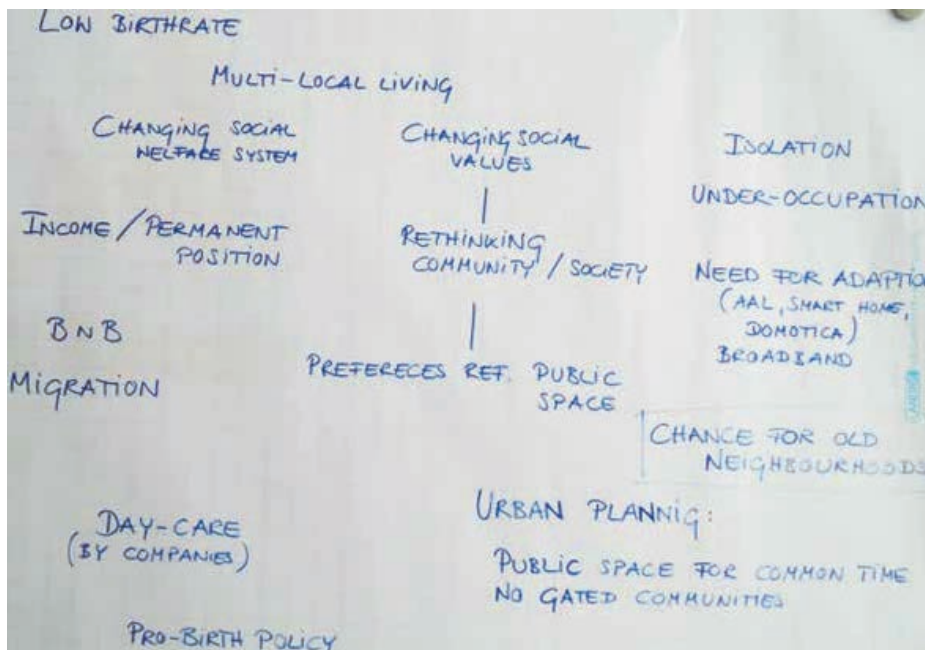 LOW BIRTHRATE
MULTI-LOCAL LIVING
CHANGING SOCIAL
WELFARE SYSTEM
CHANGING SOCIAL
VALUES
ISOLATION
UNDER-OCCUPATION
INCOME / PERMANENT
POSITION
RETHINKING
COMMUNITY / SOCIETY
NEED FOR ADAPTIO
(AAL, SMART HOME,
DOMOTICA)
BROADBAND
BNB
MIGRATION
PREFERECES REF. PUBLIC
SPACE
CHANCE FOR OLD
NEIGHBOURHOODS
DAY-CARE
(BY COMPANIES)
URBAN PLANNIG:
PUBLIC SPACE FOR COMMON TIME
NO GATED COMMUNITIES
PRO-BIRTH POLICY